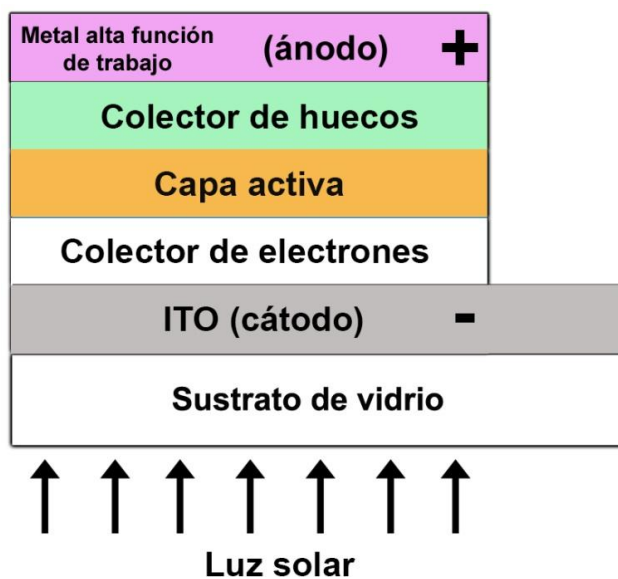 Metal alta función
de trabajo
(ánodo) +
Colector de huecos
Capa activa
Colector de electrones
ITO (cátodo) -
Sustrato de vidrio
Luz solar